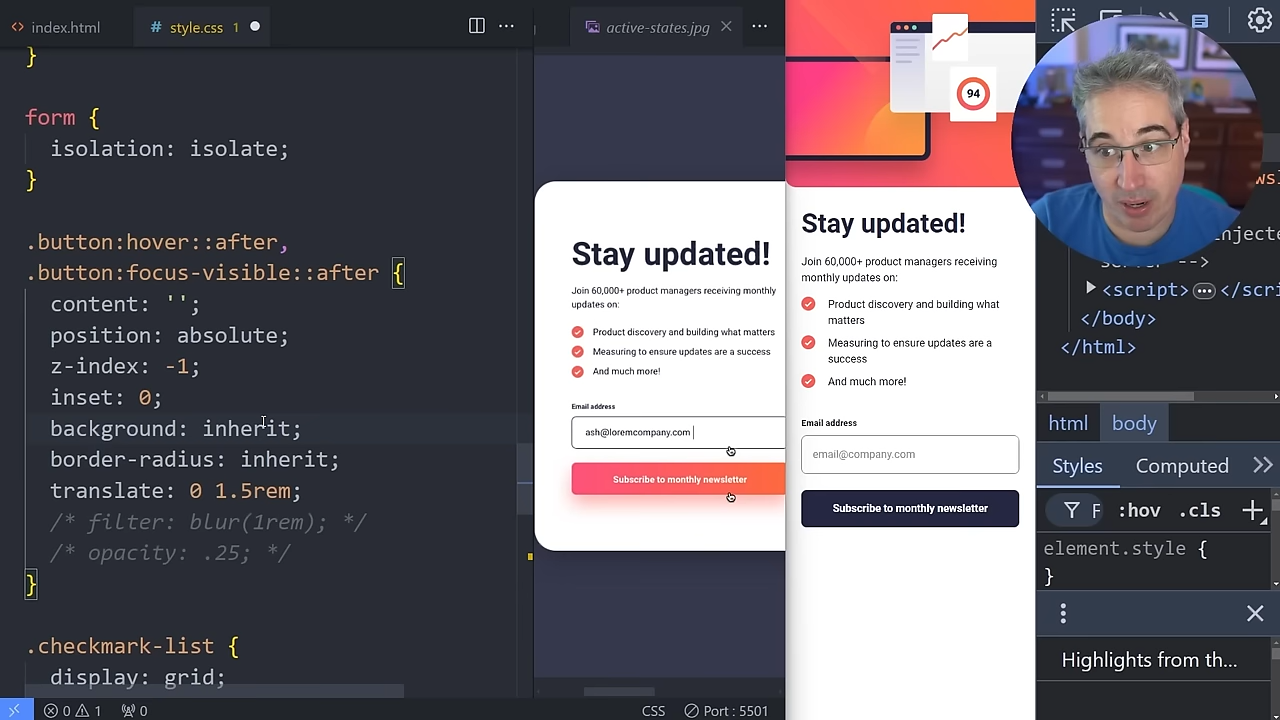 <> index.html
# style.css 1
active-states.jpg
}
form {
isolation: isolate;
}
.button:hover::after,
.button:focus-visible::after {
content: '';
position: absolute;
z-index: -1;
inset: 0;
background: inherit;
border-radius: inherit;
translate: 0 1.5rem;
/* filter: blur(1rem); */
/* opacity: .25; */
}
.checkmark-list {
display: grid;
0 1 0
CSS
Port : 5501
Stay updated!
Join 60,000+ product managers receiving monthly
updates on:
Product discovery and building what matters
Measuring to ensure updates are a success
And much more!
Email address
ash@loremcompany.com
Subscribe to monthly newsletter
94
Stay updated!
Join 60,000+ product managers receiving
monthly updates on:
Product discovery and building what
matters
Measuring to ensure updates are a
success
And much more!
Email address
email@company.com
Subscribe to monthly newsletter
server -->
<script>
</body>
</html>
html body
Styles Computed
F :hov .cls
element.style {
}
Highlights from th...